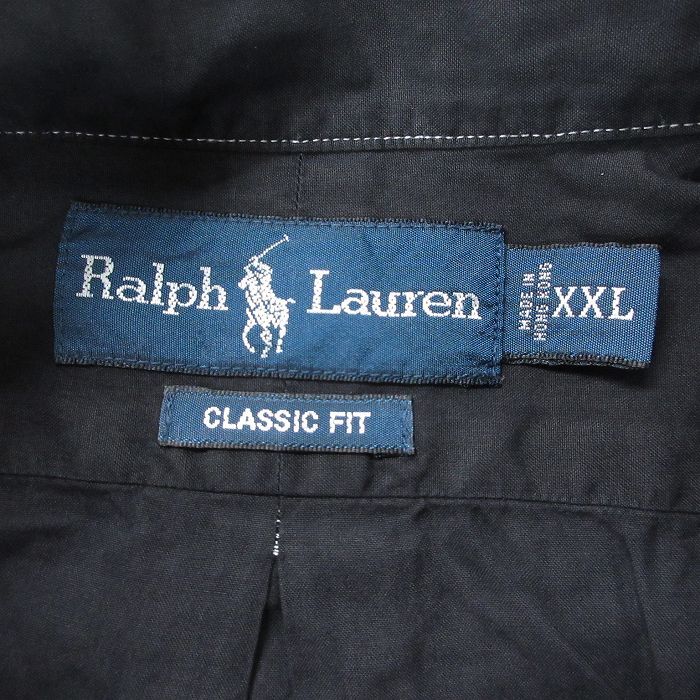 Ralph Lauren
MADE IN
HONG KONG
XXL
CLASSIC FIT